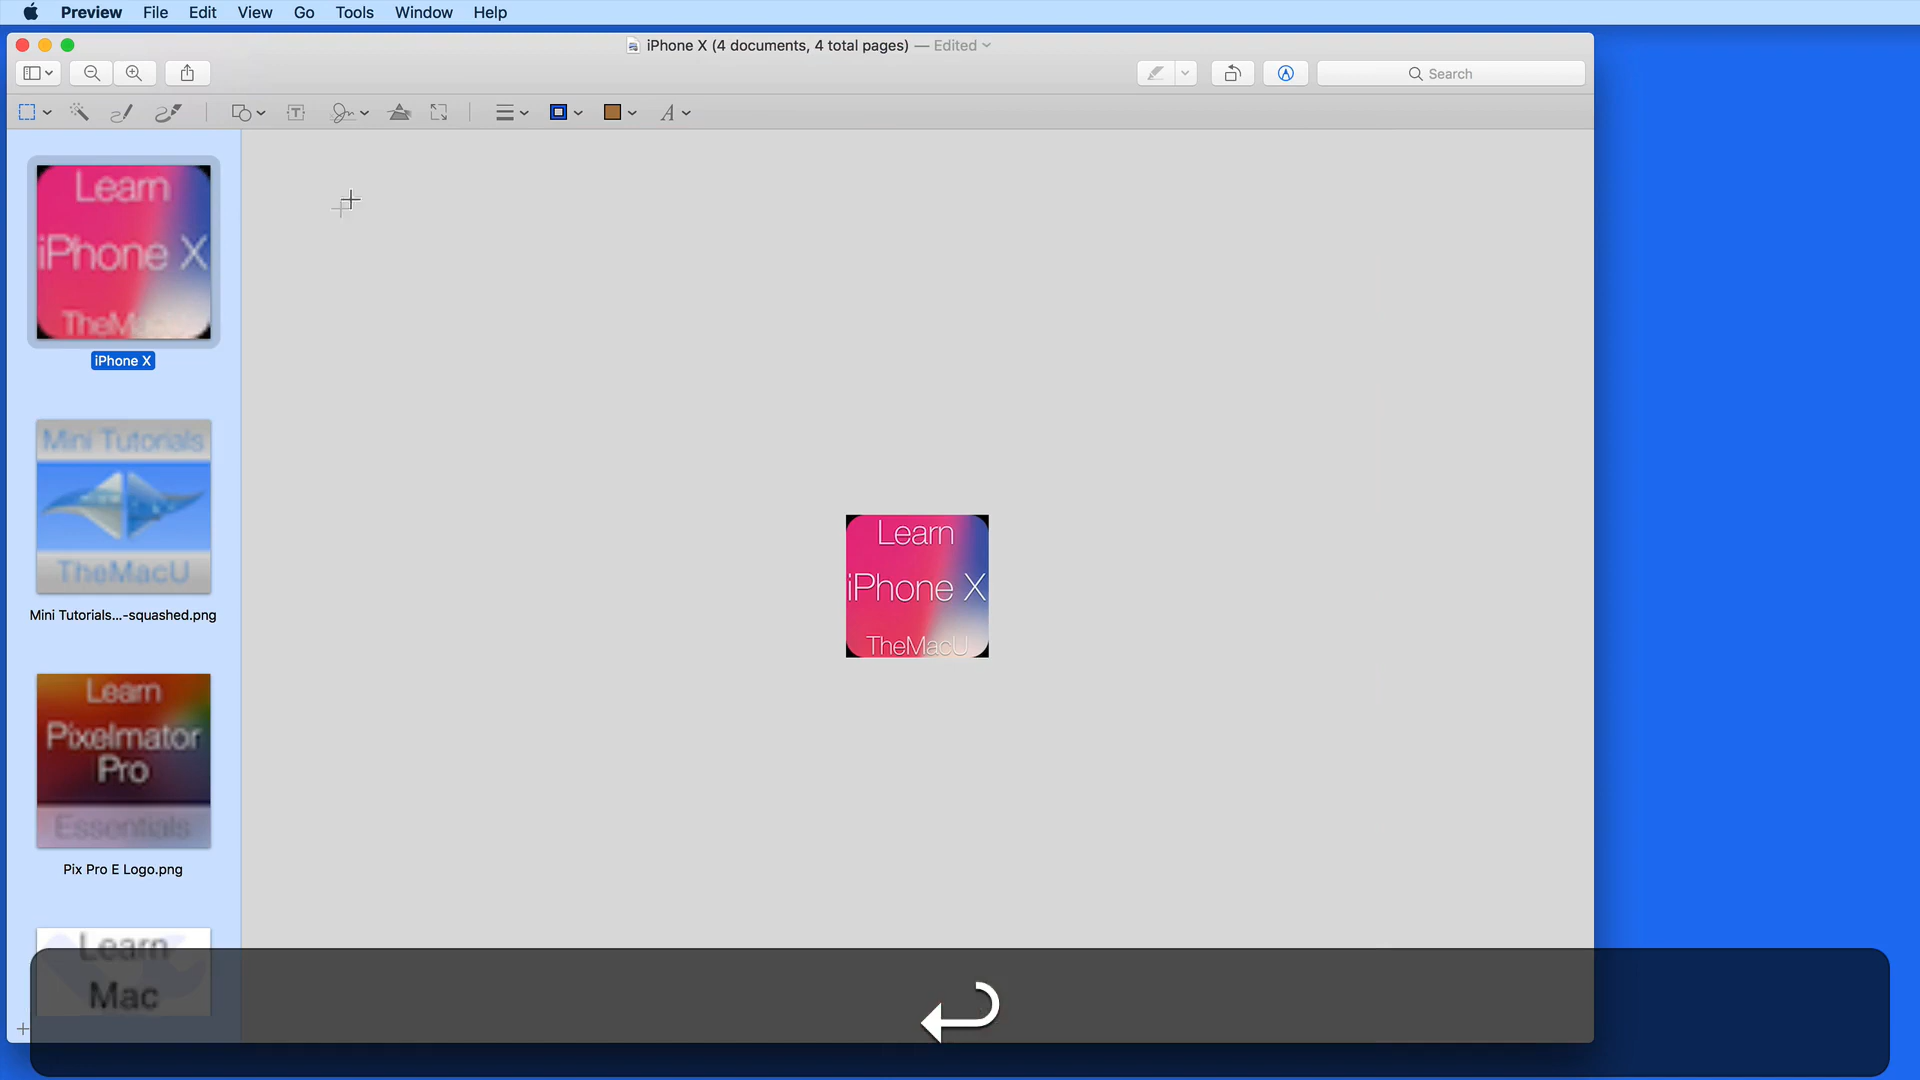 Preview File Edit View Go Tools Window Help
iPhone X (4 documents, 4 total pages) — Edited
Search
Learn
iPhone X
TheMac
iPhone X
Mini Tutorials
TheMacU
Mini Tutorials...-squashed.png
Learn
Pixelmator
Pro
Essentials
Pix Pro E Logo.png
Learn
Mac
Learn
iPhone X
TheMacU